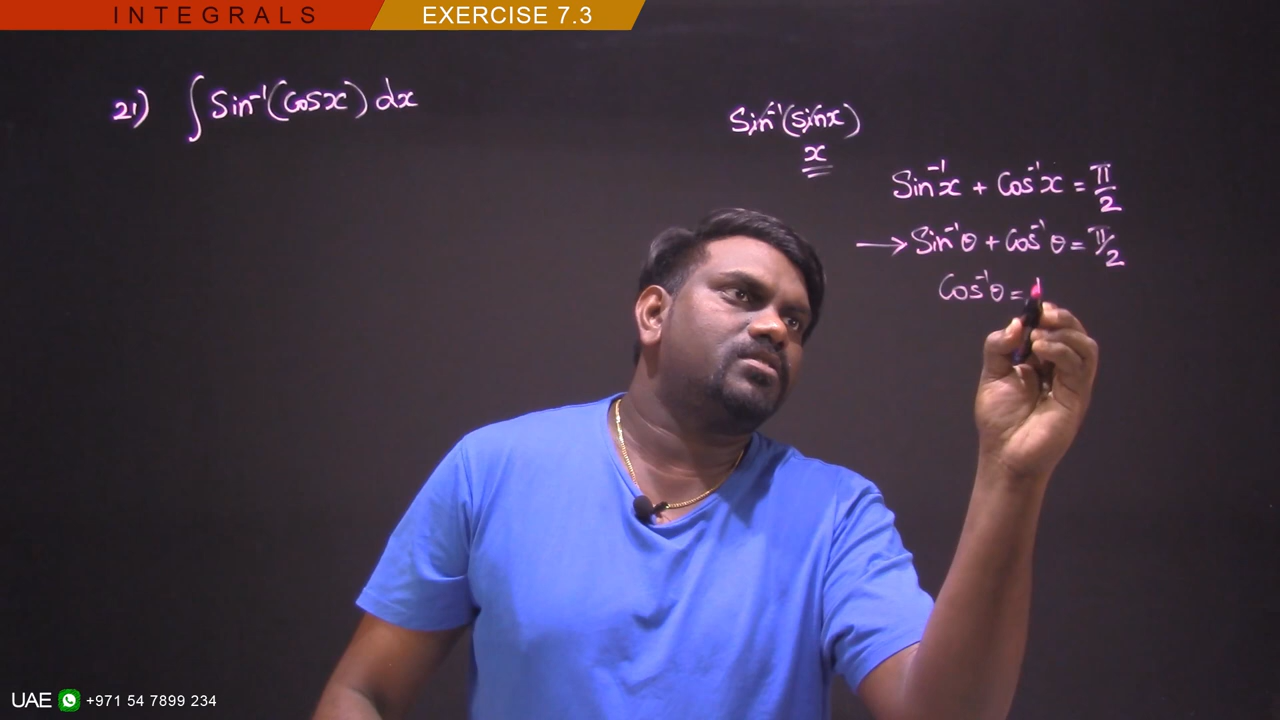 INTEGRALS
EXERCISE 7.3
21) ∫ Sin⁻¹(Cosx) dx
Sin⁻¹(sinx)
x
Sin⁻¹x + Cos⁻¹x = π/2
→ Sin⁻¹θ + Cos⁻¹θ = π/2
Cos⁻¹θ =
UAE +971 54 7899 234